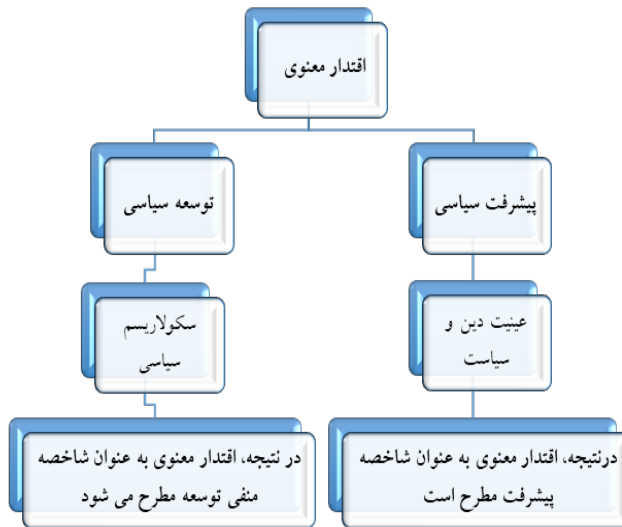 اقتدار معنوی
پیشرفت سیاسی
توسعه سیاسی
عینیت دین و
سیاست
سکولاریسم
سیاسی
درنتیجه، اقتدار معنوی به عنوان شاخصه
پیشرفت مطرح است
در نتیجه، اقتدار معنوی به عنوان شاخصه
منفی توسعه مطرح می شود